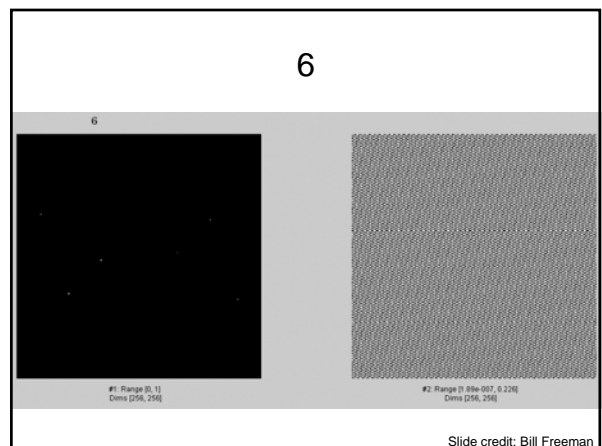 6
6
#1: Range [0, 1]
Dims [256, 256]
#2: Range [1.89e-007, 0.226]
Dims [256, 256]
Slide credit: Bill Freeman